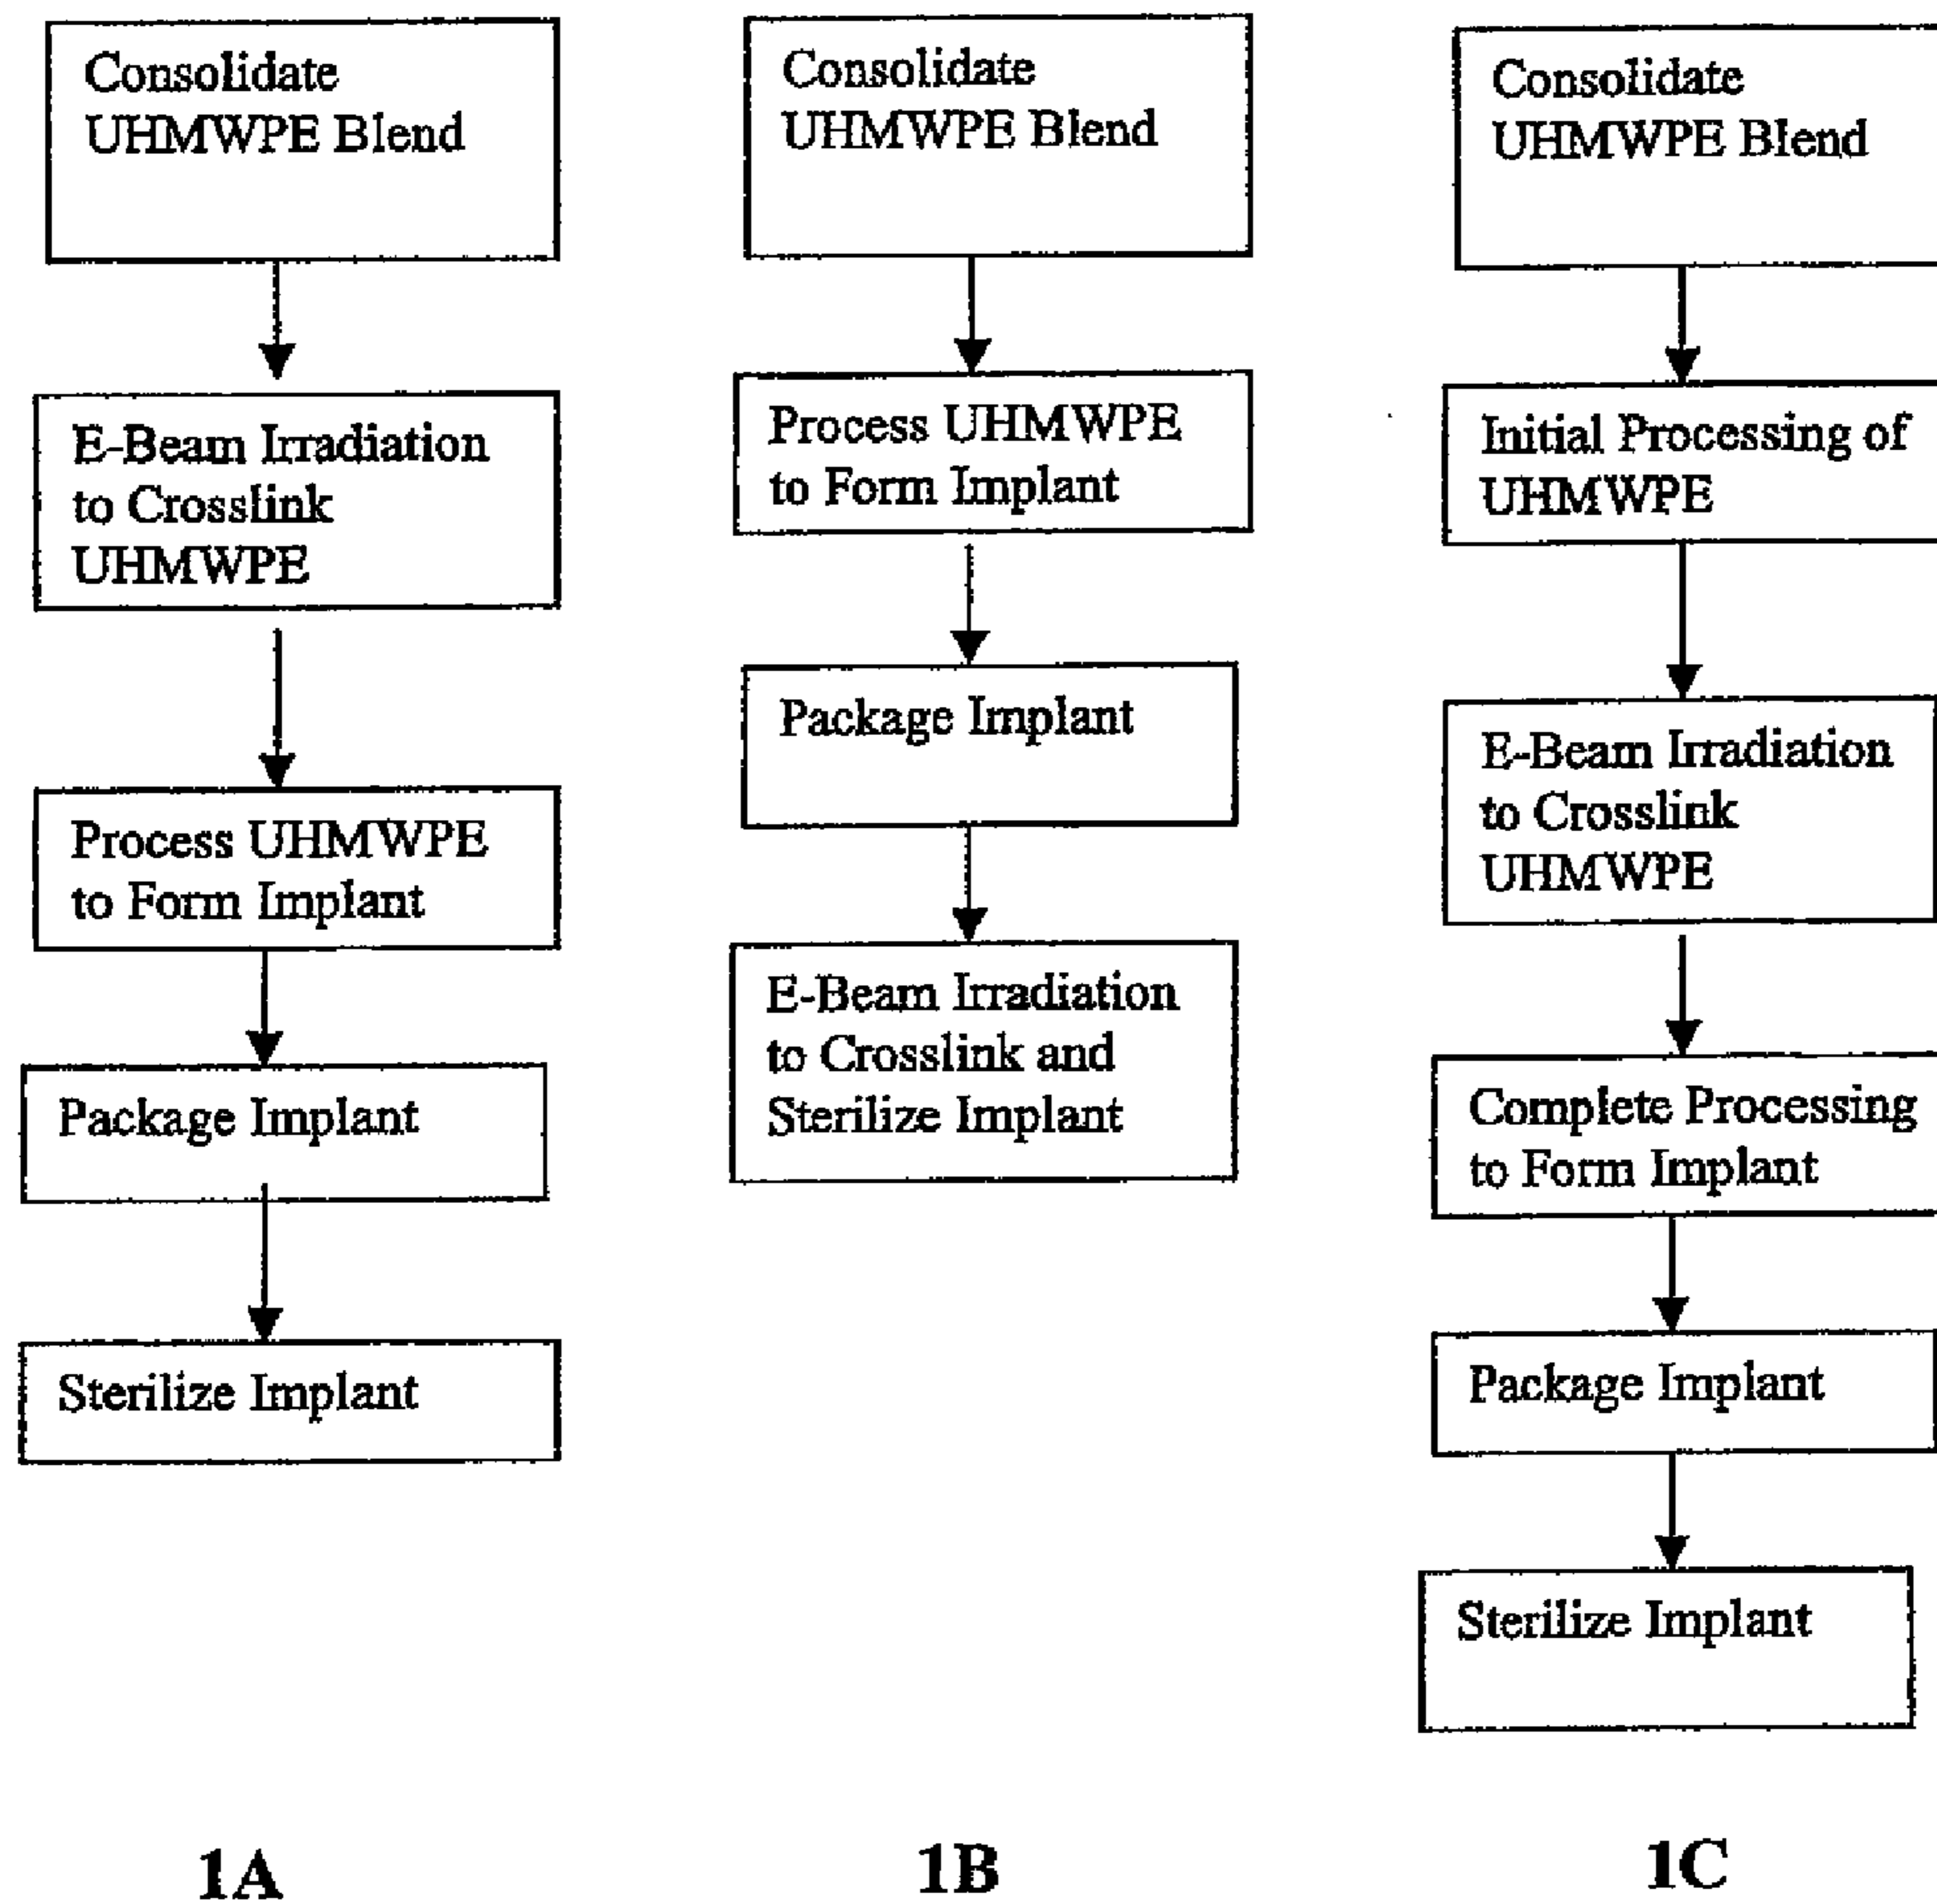 Consolidate
UHMWPE Blend
E-Beam Irradiation
to Crosslink
UHMWPE
Process UHMWPE
to Form Implant
Package Implant
Sterilize Implant
1A
Consolidate
UHMWPE Blend
Process UHMWPE
to Form Implant
Package Implant
E-Beam Irradiation
to Crosslink and
Sterilize Implant
1B
Consolidate
UHMWPE Blend
Initial Processing of
UHMWPE
E-Beam Irradiation
to Crosslink
UHMWPE
Complete Processing
to Form Implant
Package Implant
Sterilize Implant
1C